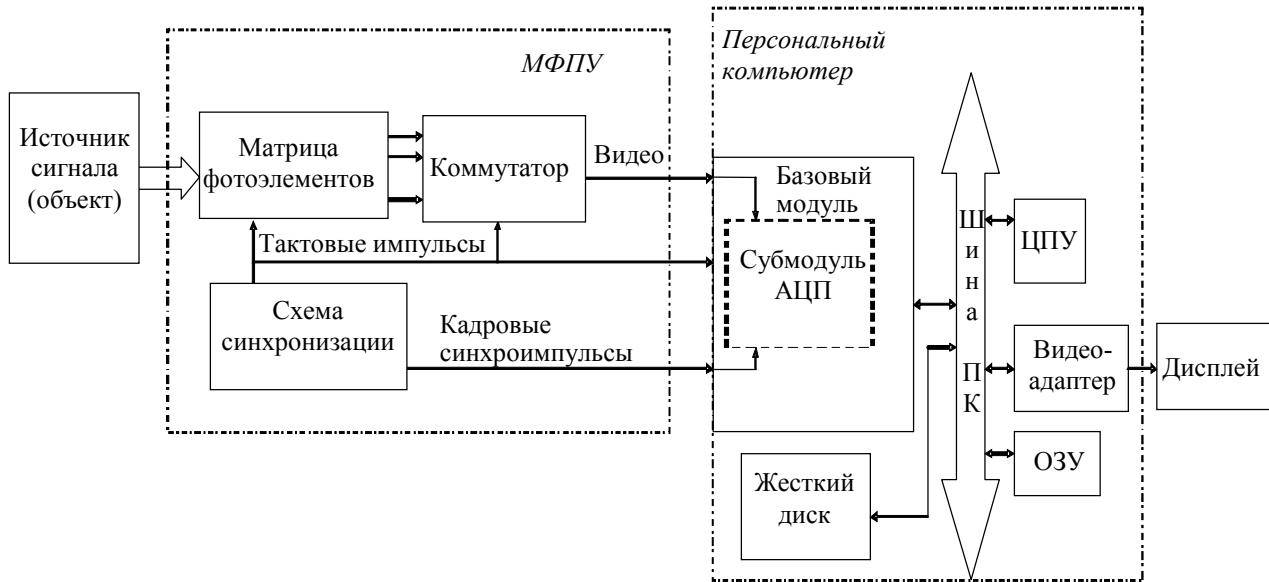 МФПУ
Персональный
компьютер
Источник
сигнала
(объект)
Матрица
фотоэлементов
Коммутатор
Видео
Базовый
модуль
Тактовые импульсы
Субмодуль
АЦП
Схема
синхронизации
Кадровые
синхроимпульсы
Шина
ПК
ЦПУ
Видео-
адаптер
Дисплей
ОЗУ
Жесткий
диск